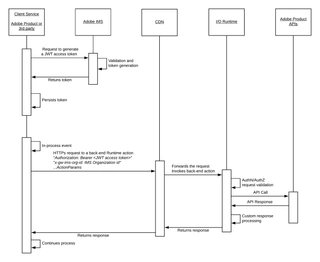 Client Service
Adobe Product or
3rd party
Adobe IMS
CDN
I/O Runtime
Adobe Product
APIs
Request to generate
a JWT access token
Validation and
token generation
Returns token
Persists token
In-process event
HTTPs request to a back-end Runtime action
"Authorization: Bearer <JWT access token>"
"x-gw-ims-org-id: IMS Organization id"
...ActionParams
Forwards the request
Invokes back-end action
AuthN/AuthZ
request validation
API Call
API Response
Custom response
processing
Returns response
Returns response
Continues process